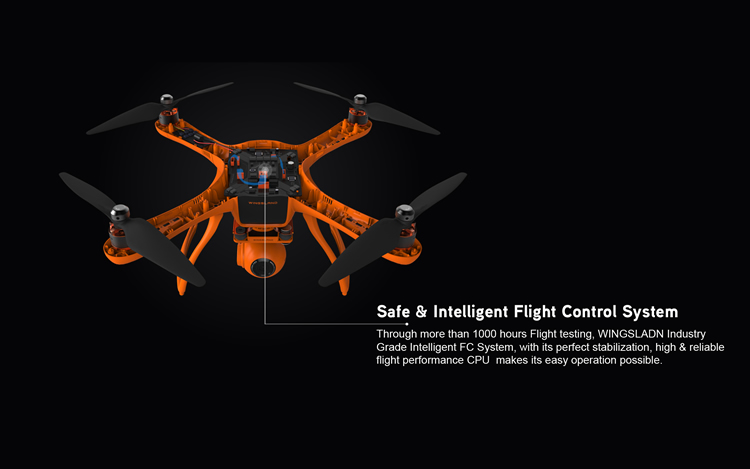 WINGSLAND
Safe & Intelligent Flight Control System
Through more than 1000 hours Flight testing, WINGSLADN Industry
Grade Intelligent FC System, with its perfect stabilization, high & reliable
flight performance CPU makes its easy operation possible.